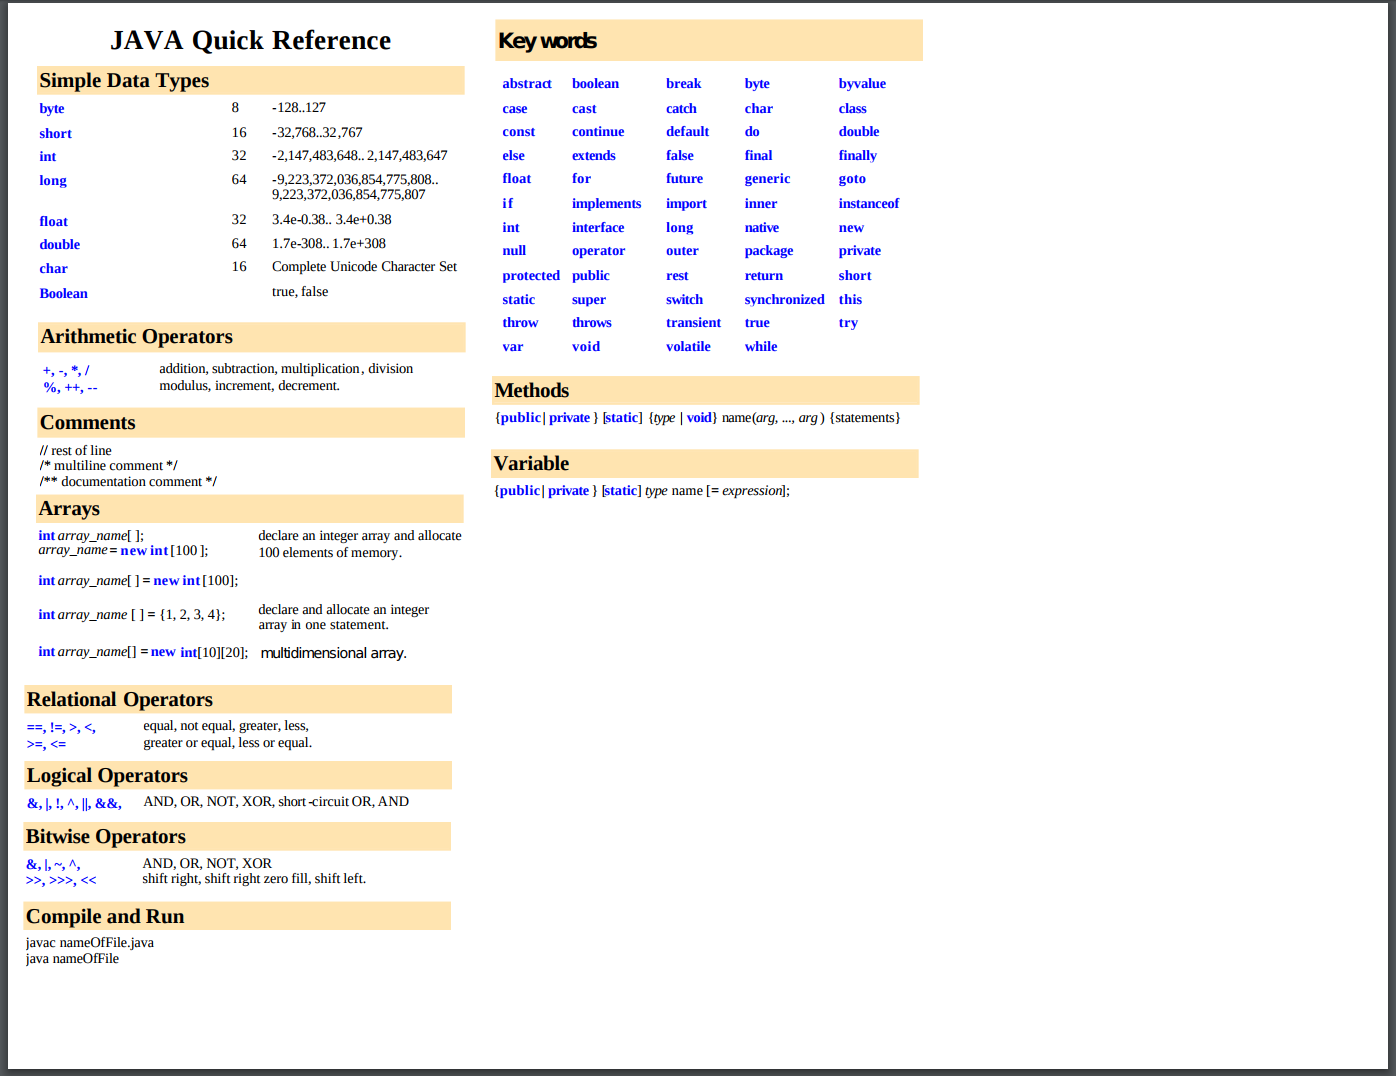 JAVA Quick Reference
Simple Data Types
byte 8 -128..127
short 16 -32,768..32,767
int 32 -2,147,483,648.. 2,147,483,647
long 64 -9,223,372,036,854,775,808..
9,223,372,036,854,775,807
float 32 3.4e-0.38.. 3.4e+0.38
double 64 1.7e-308.. 1.7e+308
char 16 Complete Unicode Character Set
Boolean true, false
Arithmetic Operators
+, -, *, / addition, subtraction, multiplication, division
%, ++, -- modulus, increment, decrement.
Comments
// rest of line
/* multiline comment */
/** documentation comment */
Arrays
int array_name[ ]; declare an integer array and allocate
array_name = new int [100 ]; 100 elements of memory.
int array_name[ ] = new int [100];
int array_name [ ] = {1, 2, 3, 4}; declare and allocate an integer
array in one statement.
int array_name[] = new int[10][20]; multidimensional array.
Relational Operators
==, !=, >, <, equal, not equal, greater, less,
>=, <= greater or equal, less or equal.
Logical Operators
&, |, !, ^, ||, &&, AND, OR, NOT, XOR, short-circuit OR, AND
Bitwise Operators
&, |, ~, ^, AND, OR, NOT, XOR
>>, >>>, << shift right, shift right zero fill, shift left.
Compile and Run
javac nameOfFile.java
java nameOfFile
Key words
abstract boolean break byte byvalue
case cast catch char class
const continue default do double
else extends false final finally
float for future generic goto
if implements import inner instanceof
int interface long native new
null operator outer package private
protected public rest return short
static super switch synchronized this
throw throws transient true try
var void volatile while
Methods
{public | private } [static] {type | void} name(arg, ..., arg ) {statements}
Variable
{public | private } [static] type name [= expression];